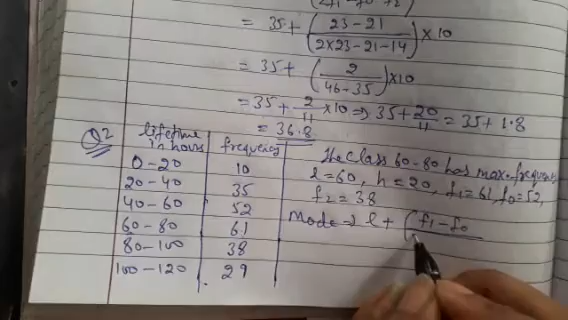 (2f1 - f0 - f2)
= 35 + (23-21 / 2×23-21-14) × 10
= 35 + (2 / 46-35) × 10
= 35 + 2/11 × 10 ⇒ 35 + 20/11 = 35 + 1.8
= 36.8
Q2
lifetime in hours | frequency
0-20 | 10
20-40 | 35
40-60 | 52
60-80 | 61
80-100 | 38
100-120 | 29
The class 60-80 has max. frequency
l = 60, h = 20, f1 = 61, f0 = 52,
f2 = 38
Mode ⇒ l + (f1 - f0